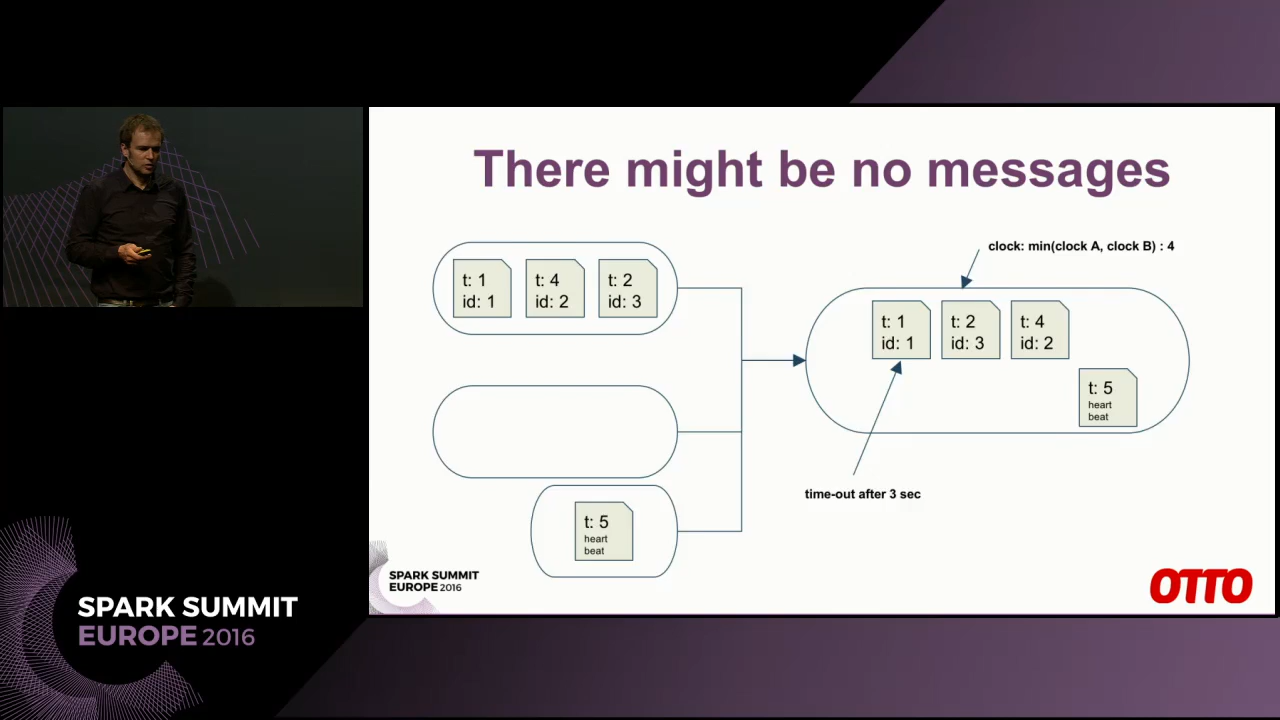 There might be no messages
clock: min(clock A, clock B) : 4
t: 1
id: 1
t: 4
id: 2
t: 2
id: 3
t: 1
id: 1
t: 2
id: 3
t: 4
id: 2
t: 5
heart
beat
time-out after 3 sec
t: 5
heart
beat
SPARK SUMMIT
EUROPE 2016
OTTO
SPARK SUMMIT
EUROPE 2016